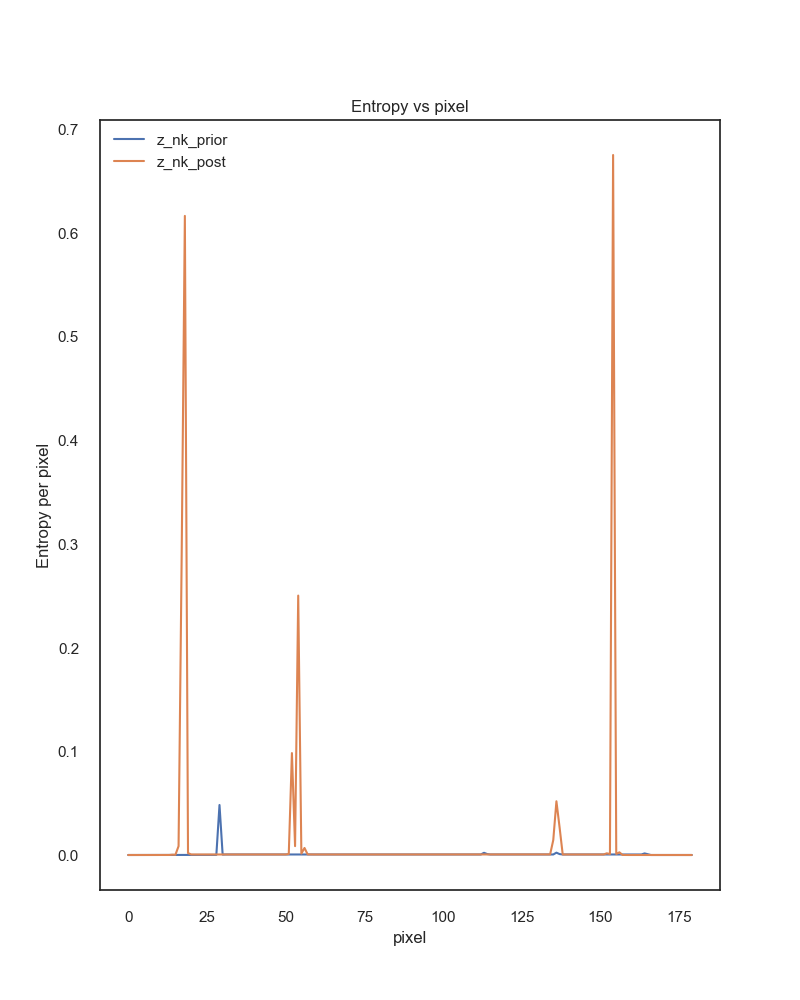 Entropy vs pixel
z_nk_prior
z_nk_post
0.7
0.6
0.5
0.4
0.3
0.2
0.1
0.0
Entropy per pixel
0 25 50 75 100 125 150 175
pixel